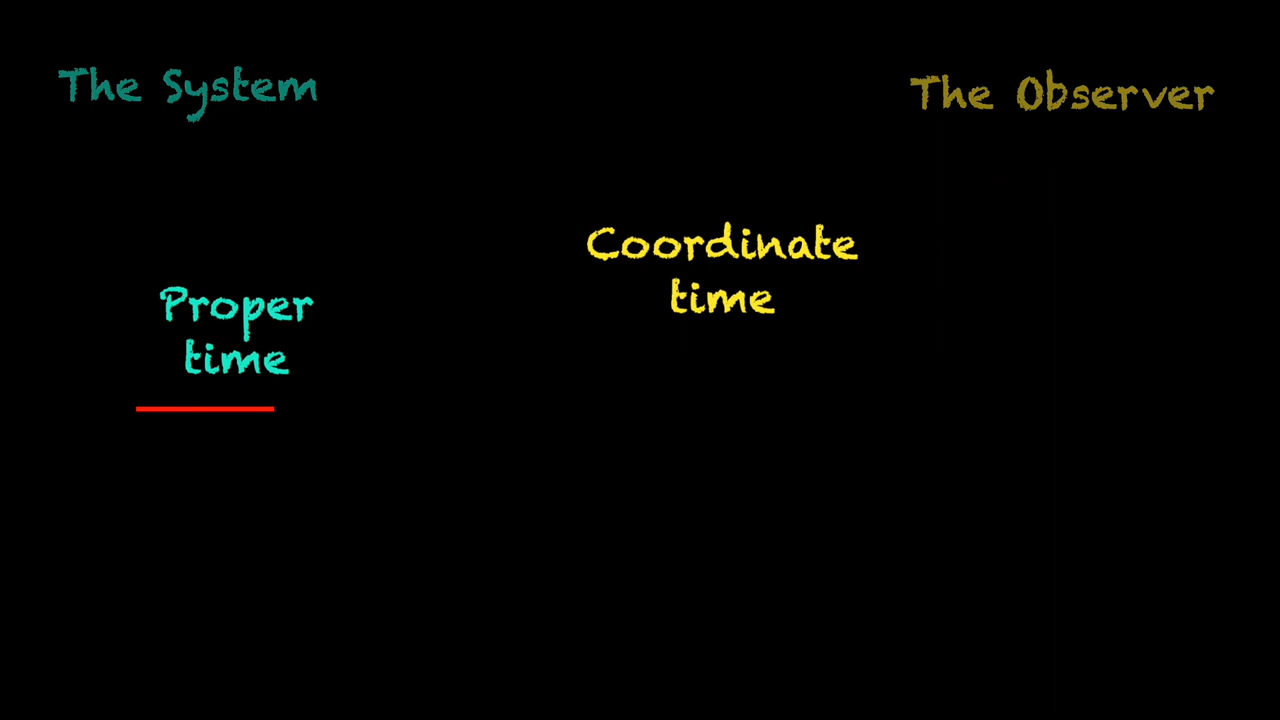 The System
The Observer
Coordinate
time
Proper
time